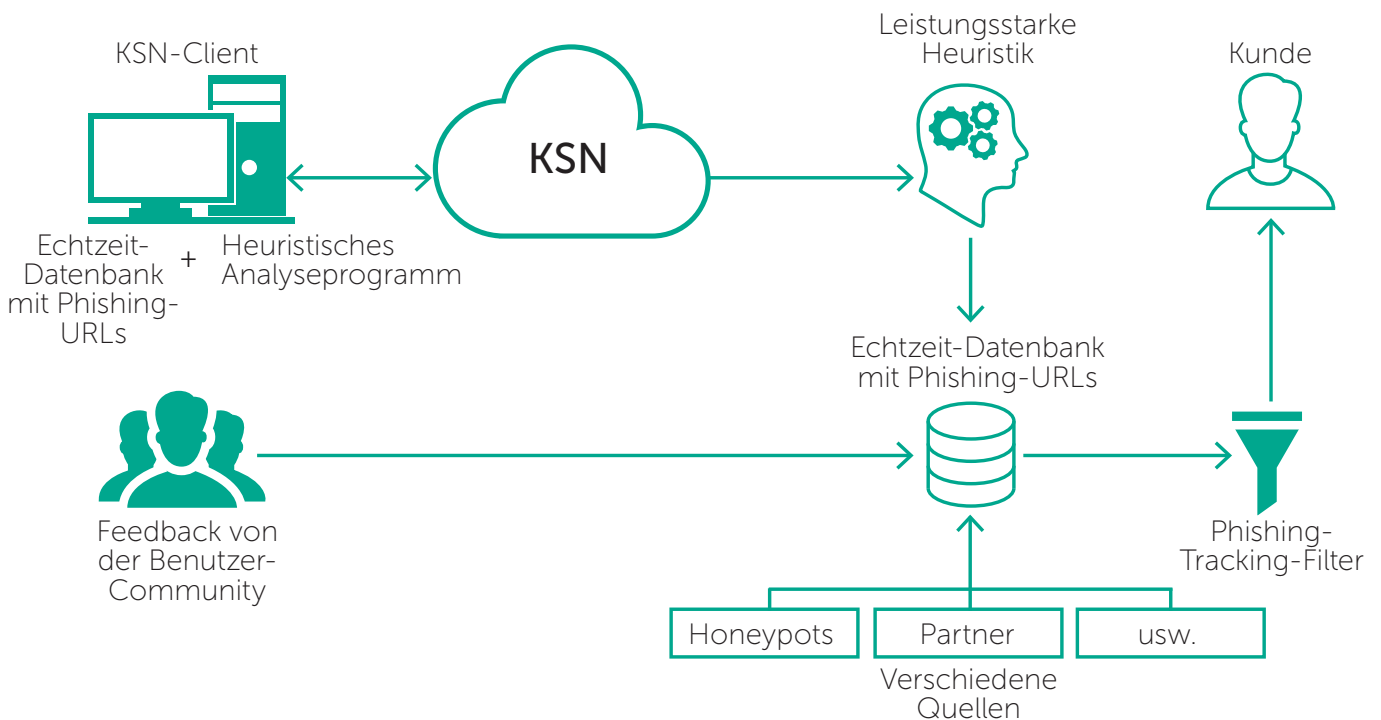 KSN-Client
KSN
Leistungsstarke
Heuristik
Kunde
Echtzeit-
Datenbank
mit Phishing-
URLs
+
Heuristisches
Analyseprogramm
Echtzeit-Datenbank
mit Phishing-URLs
Feedback von
der Benutzer-
Community
Phishing-
Tracking-Filter
Honeypots
Partner
usw.
Verschiedene
Quellen